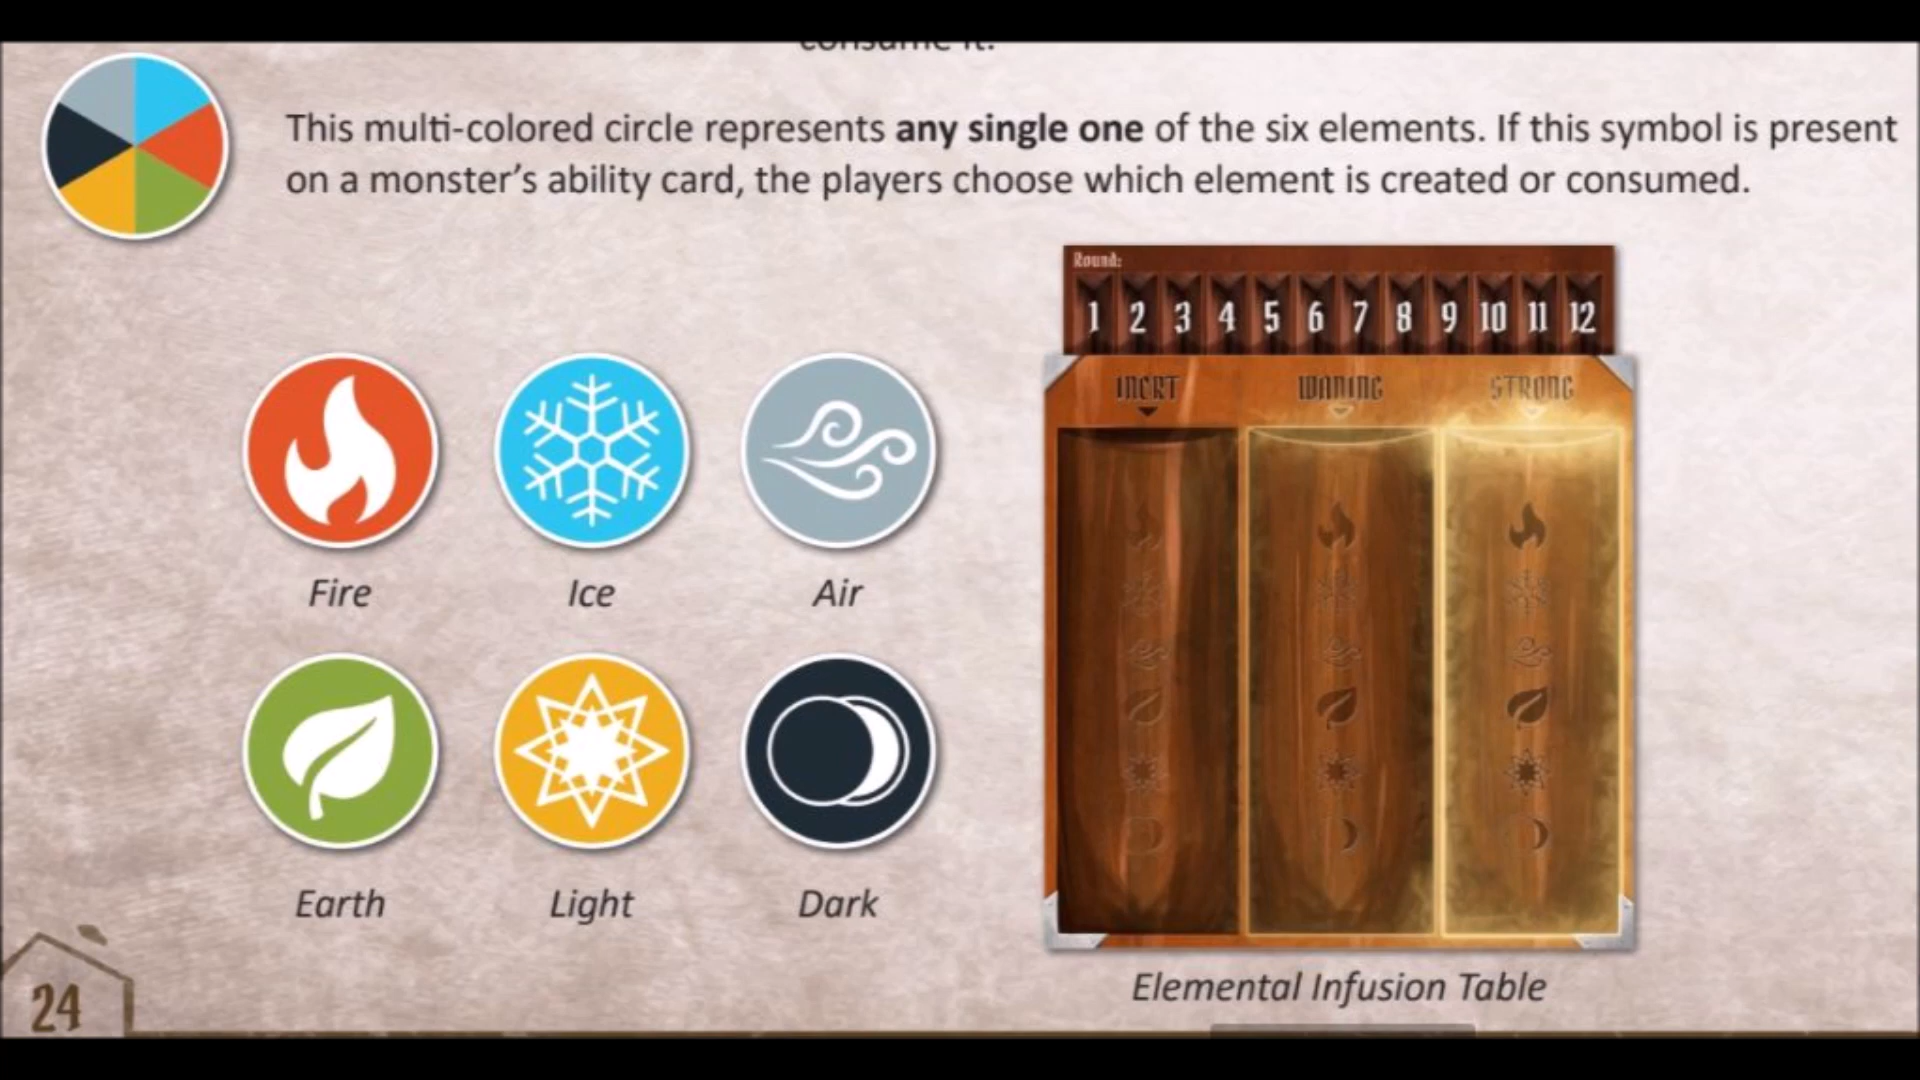 consume it.
This multi-colored circle represents any single one of the six elements. If this symbol is present
on a monster's ability card, the players choose which element is created or consumed.
Round:
1 2 3 4 5 6 7 8 9 10 11 12
INERT WANING STRONG
Fire Ice Air
Earth Light Dark
Elemental Infusion Table
24